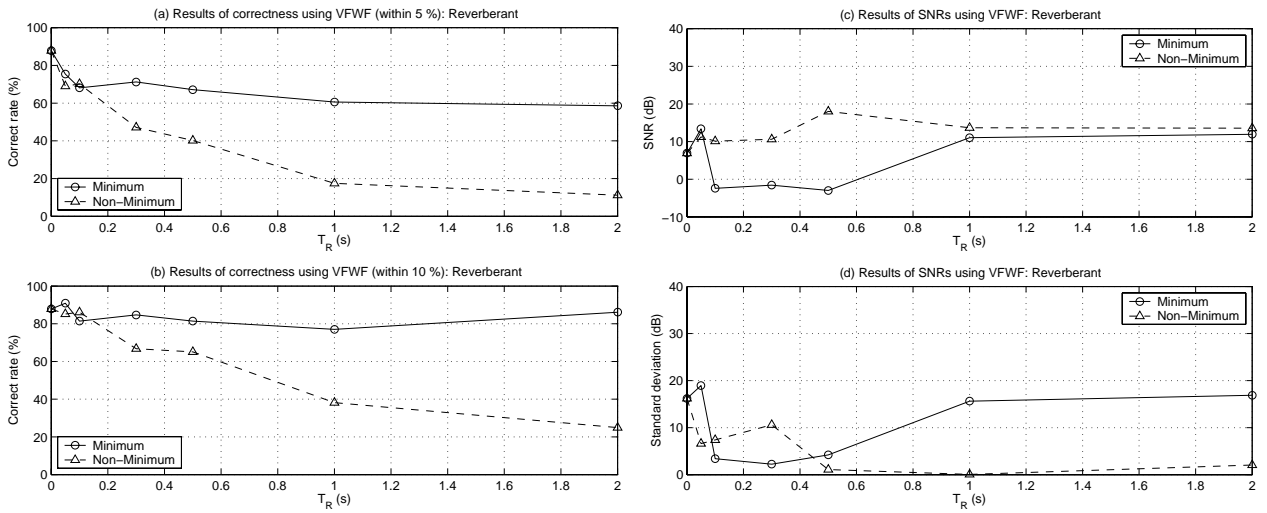 (a) Results of correctness using VFWF (within 5 %): Reverberant
100
80
60
40
20
0
Correct rate (%)
Minimum
Non−Minimum
0 0.2 0.4 0.6 0.8 1 1.2 1.4 1.6 1.8 2
T_R (s)
(c) Results of SNRs using VFWF: Reverberant
40
30
20
10
0
−10
SNR (dB)
Minimum
Non−Minimum
0 0.2 0.4 0.6 0.8 1 1.2 1.4 1.6 1.8 2
T_R (s)
(b) Results of correctness using VFWF (within 10 %): Reverberant
100
80
60
40
20
0
Correct rate (%)
Minimum
Non−Minimum
0 0.2 0.4 0.6 0.8 1 1.2 1.4 1.6 1.8 2
T_R (s)
(d) Results of SNRs using VFWF: Reverberant
40
30
20
10
0
Standard deviation (dB)
Minimum
Non−Minimum
0 0.2 0.4 0.6 0.8 1 1.2 1.4 1.6 1.8 2
T_R (s)